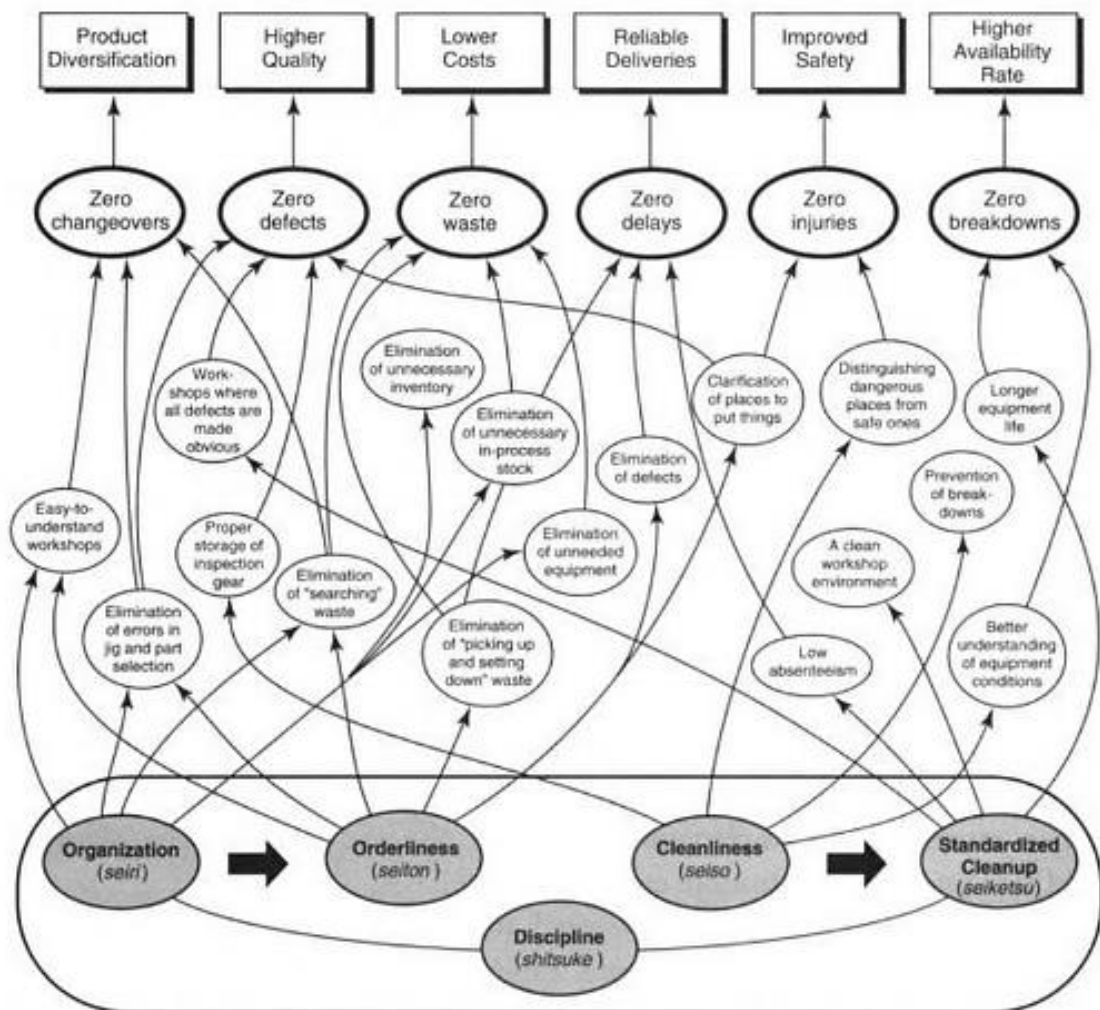 Product
Diversification
Higher
Quality
Lower
Costs
Reliable
Deliveries
Improved
Safety
Higher
Availability
Rate
Zero
changeovers
Zero
defects
Zero
waste
Zero
delays
Zero
injuries
Zero
breakdowns
Work-
shops where
all defects are
made
obvious
Elimination
of unnecessary
inventory
Elimination
of unnecessary
in-process
stock
Clarification
of places to
put things
Distinguishing
dangerous
places from
safe ones
Longer
equipment
life
Elimination
of defects
Prevention
of break-
downs
Easy-to-
understand
workshops
Proper
storage of
inspection
gear
Elimination
of "searching"
waste
Elimination
of unneeded
equipment
A clean
workshop
environment
Elimination
of errors in
jig and part
selection
Elimination
of "picking up
and setting
down" waste
Low
absenteeism
Better
understanding
of equipment
conditions
Organization
(seiri)
Orderliness
(seiton)
Cleanliness
(seiso)
Standardized
Cleanup
(seiketsu)
Discipline
(shitsuke)